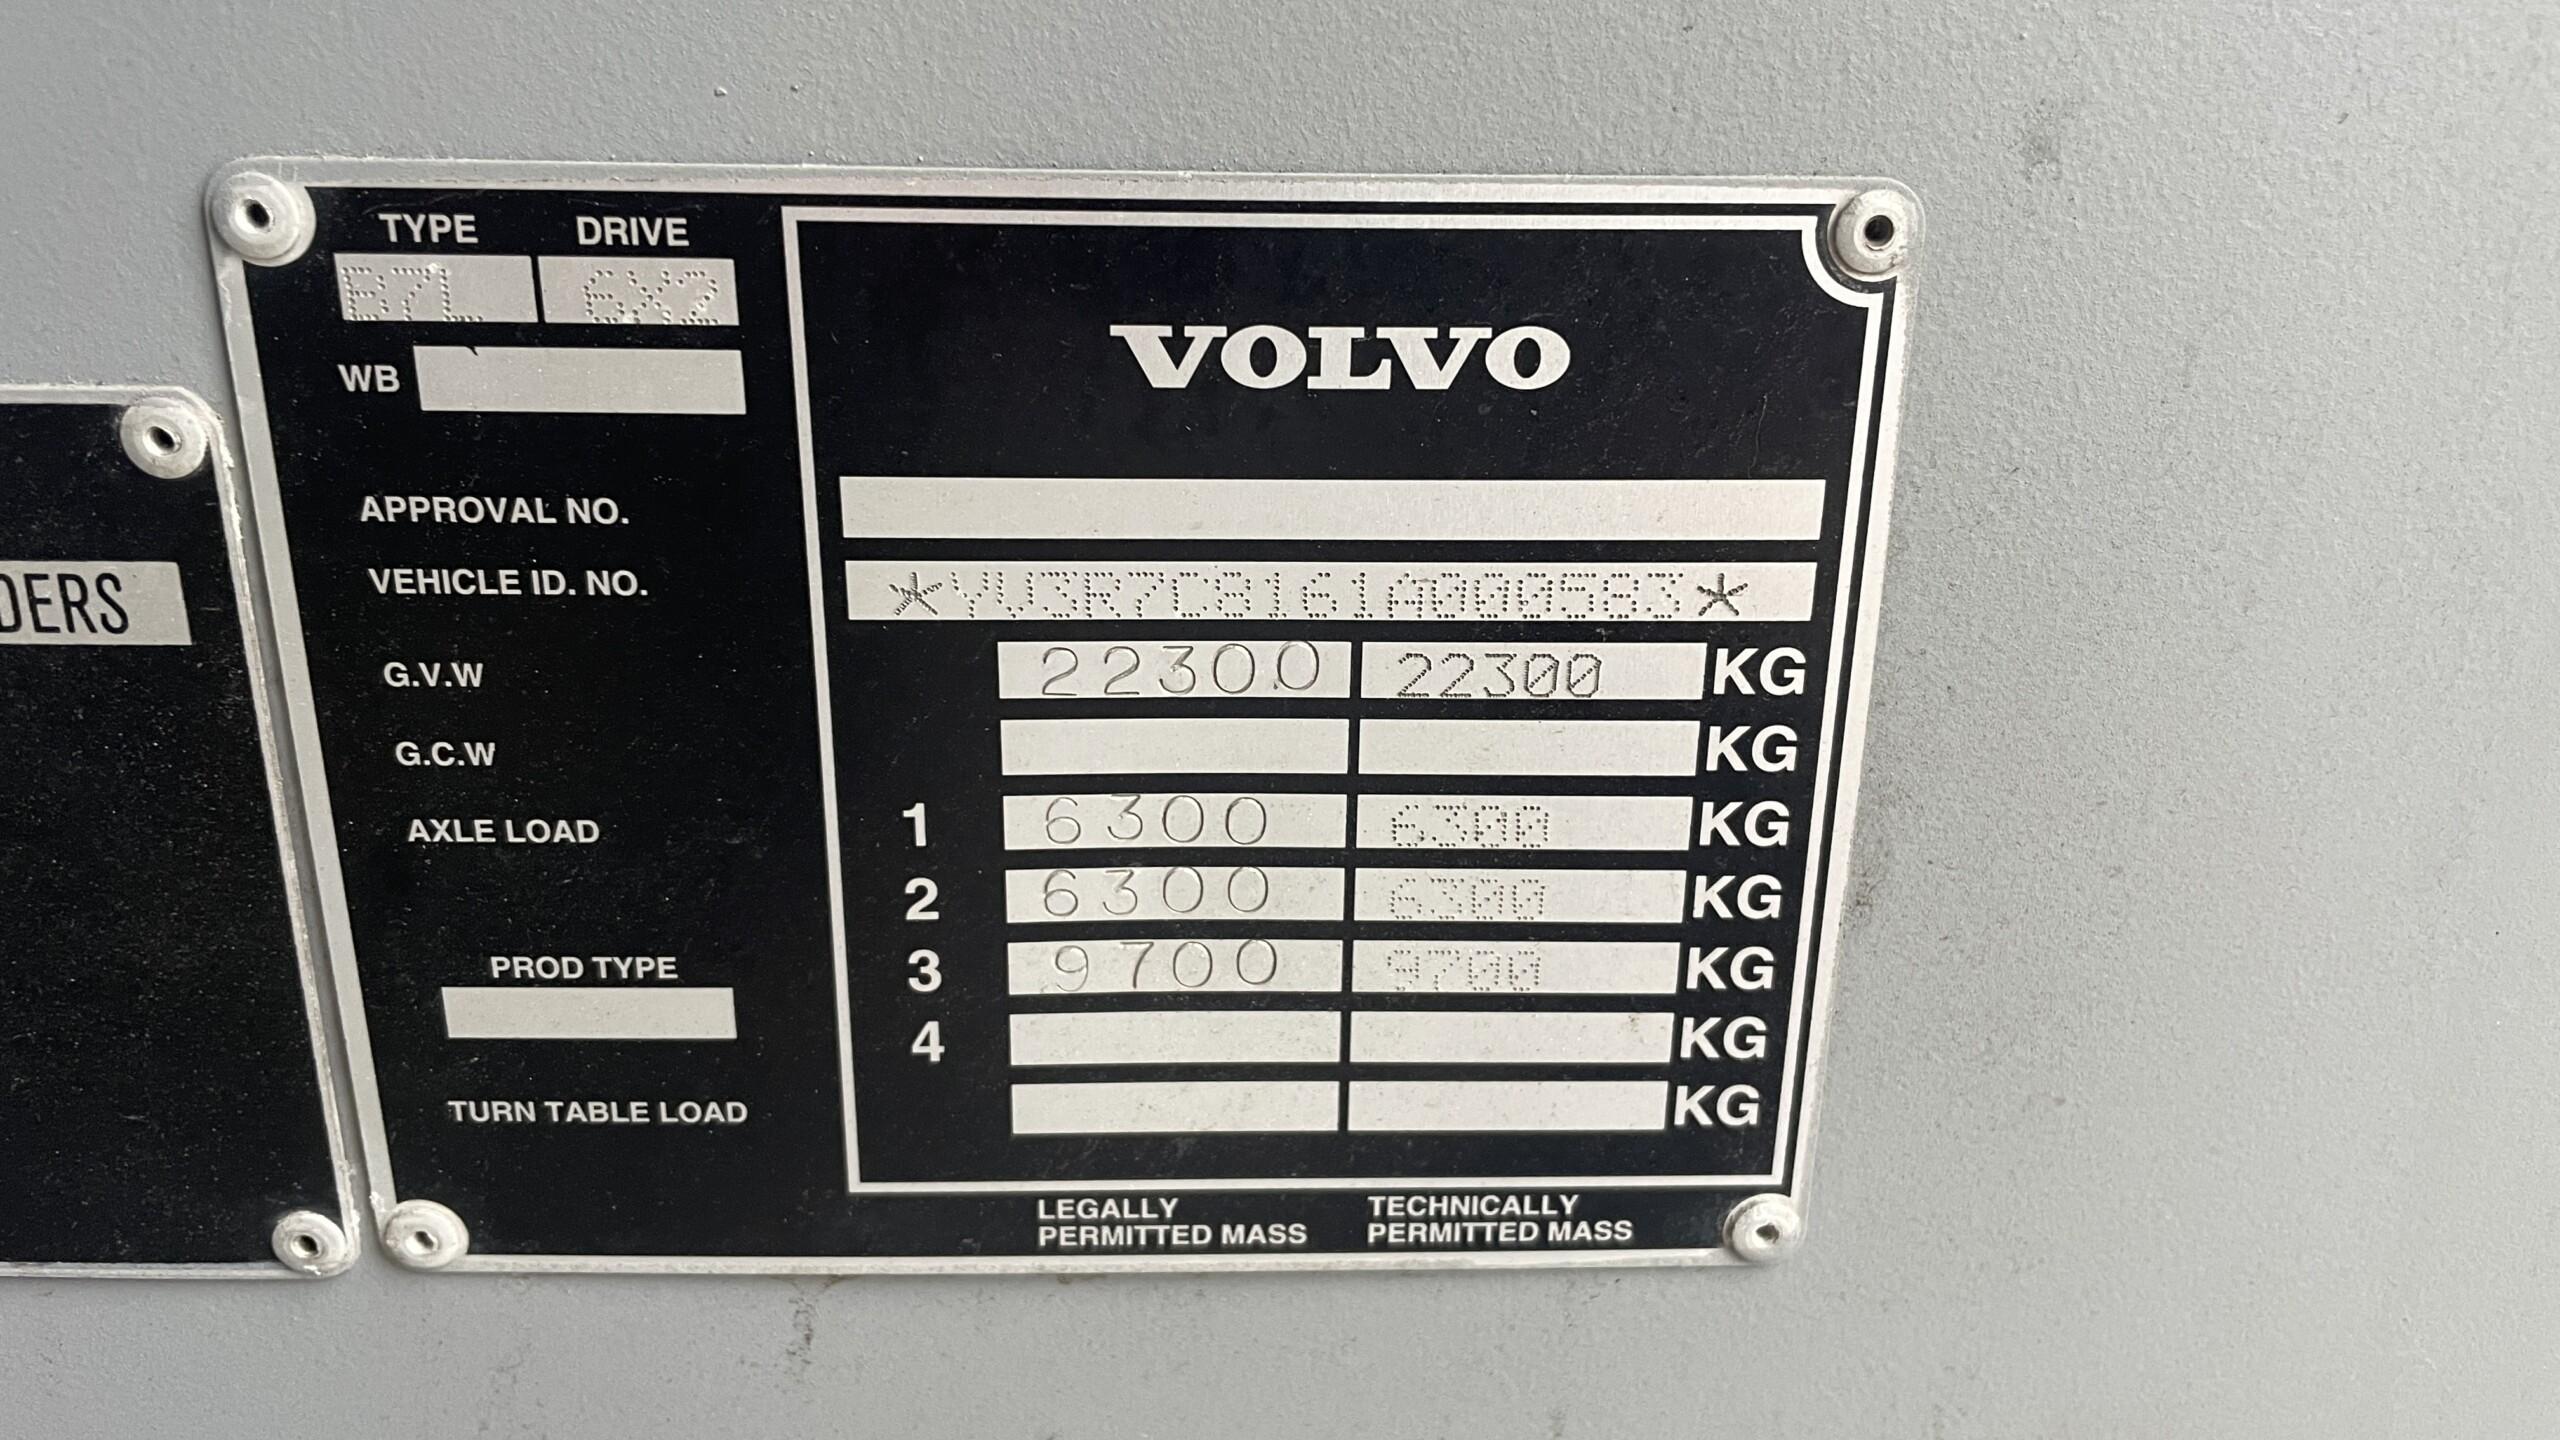 TYPE DRIVE
B7L 6X2
WB
VOLVO
APPROVAL NO.
VEHICLE ID. NO. *YV3R7C8161A000583*
G.V.W 22300 22300 KG
G.C.W KG
AXLE LOAD 1 6300 6300 KG
2 6300 6300 KG
3 9700 9700 KG
PROD TYPE
4 KG
TURN TABLE LOAD KG
LEGALLY TECHNICALLY
PERMITTED MASS PERMITTED MASS
DERS